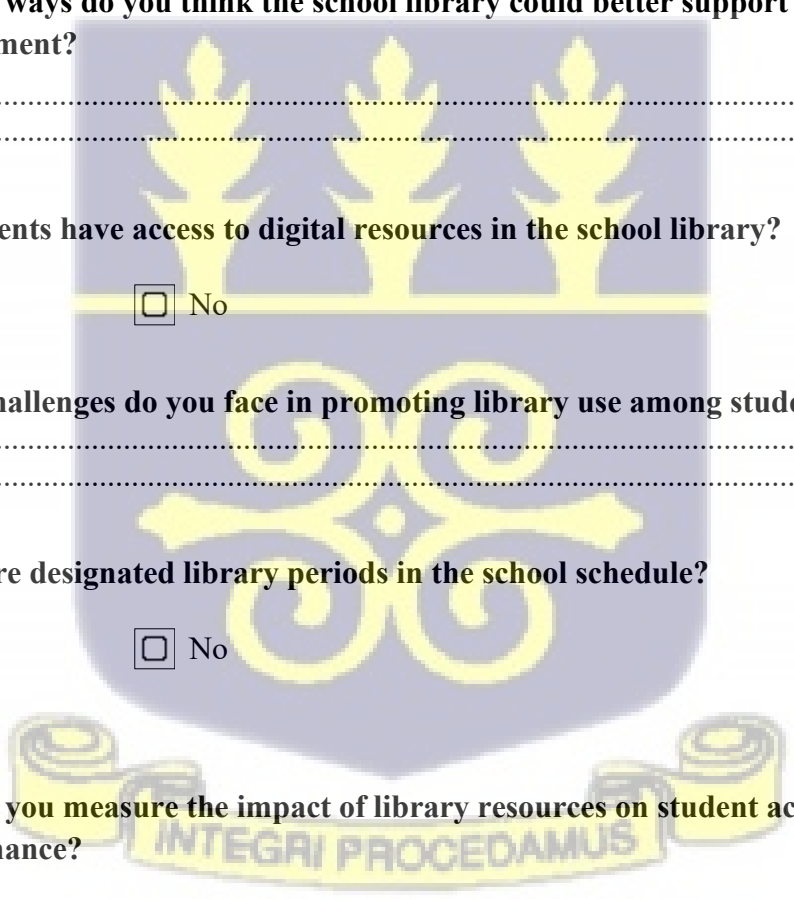 ways do you think the school library could better support
ment?
................................................................................
................................................................................
ents have access to digital resources in the school library?
No
hallenges do you face in promoting library use among stude
................................................................................
................................................................................
re designated library periods in the school schedule?
No
you measure the impact of library resources on student ac
nance?
INTEGRI PROCEDAMUS